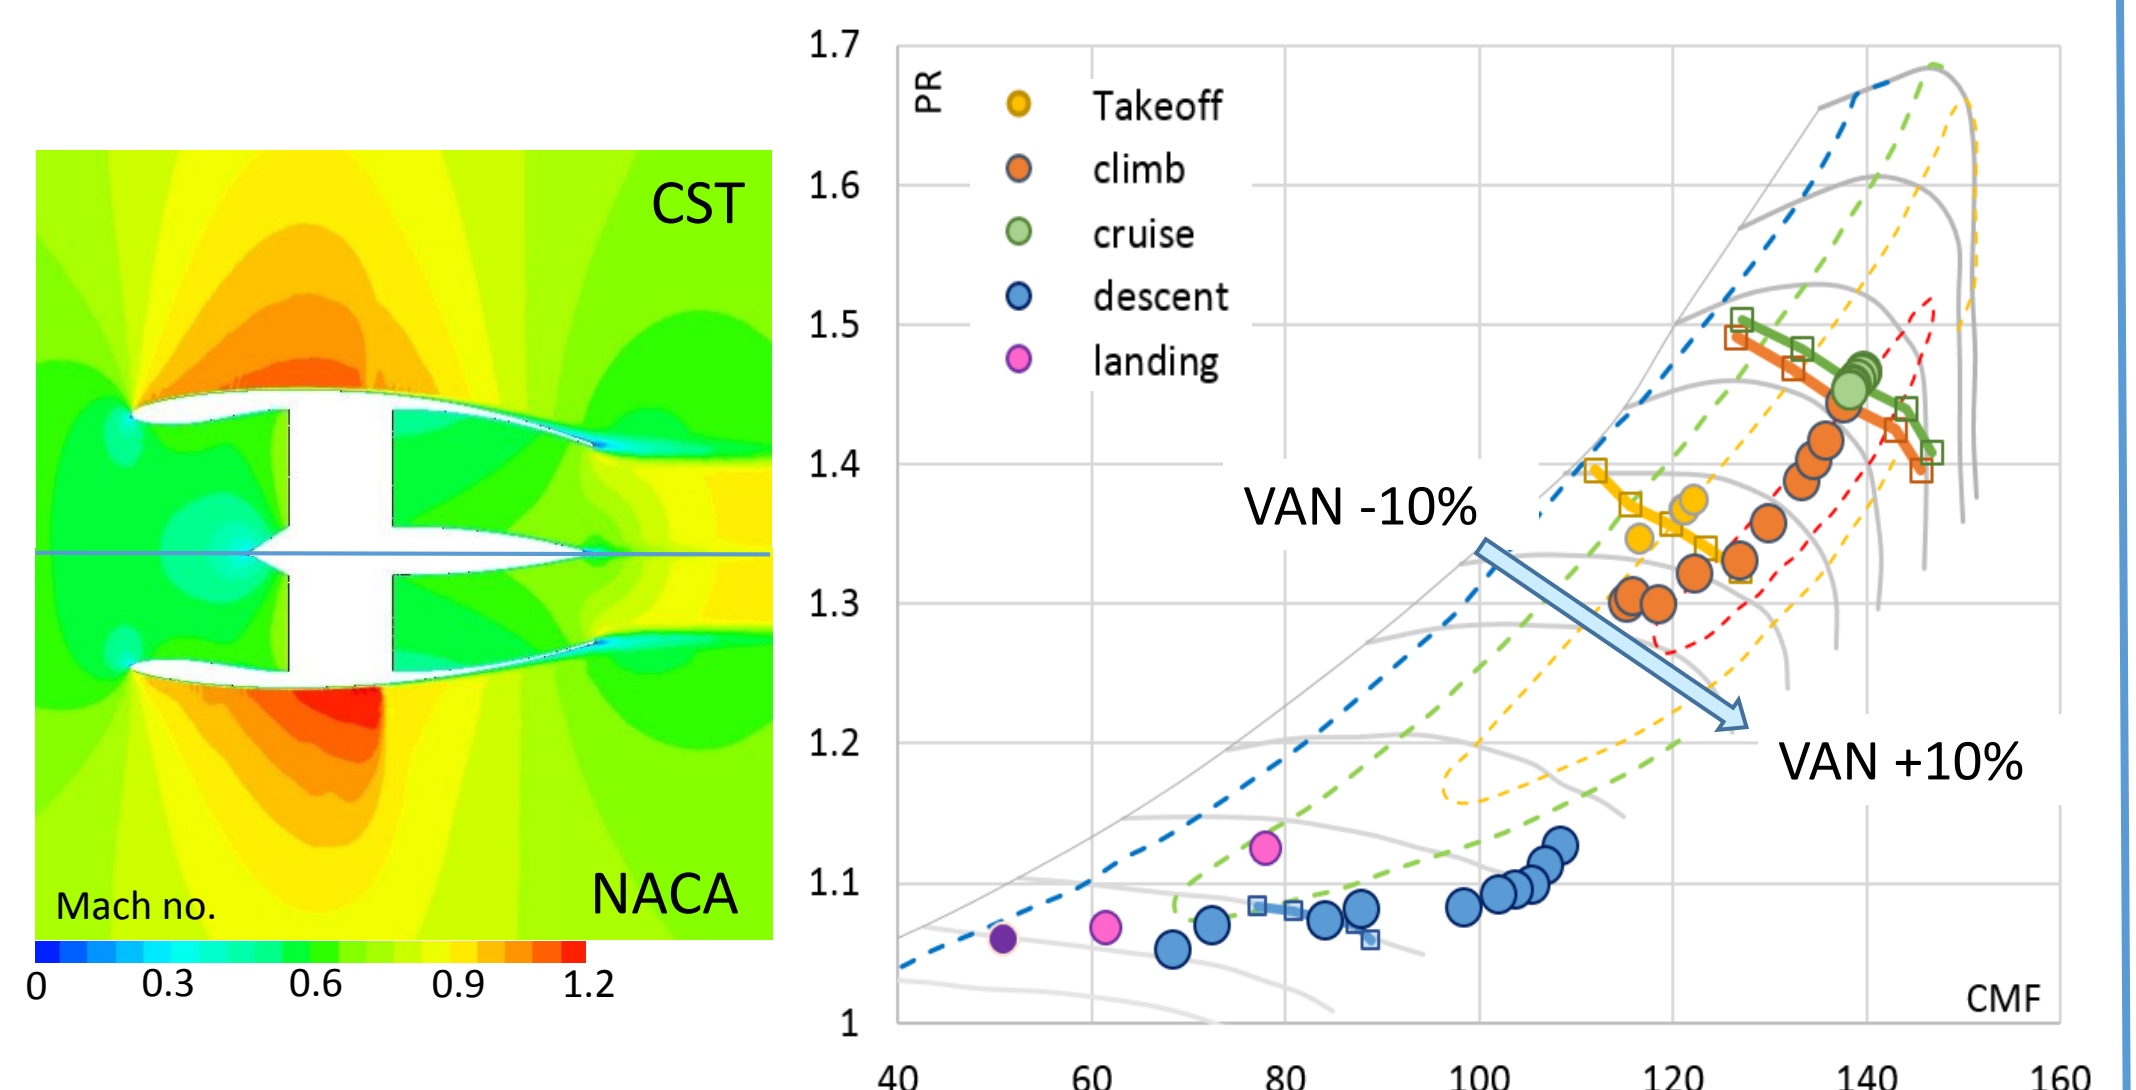 CST
NACA
Mach no.
0 0.3 0.6 0.9 1.2
PR
1.7
1.6
1.5
1.4
1.3
1.2
1.1
1
Takeoff
climb
cruise
descent
landing
VAN -10%
VAN +10%
CMF
40 60 80 100 120 140 160